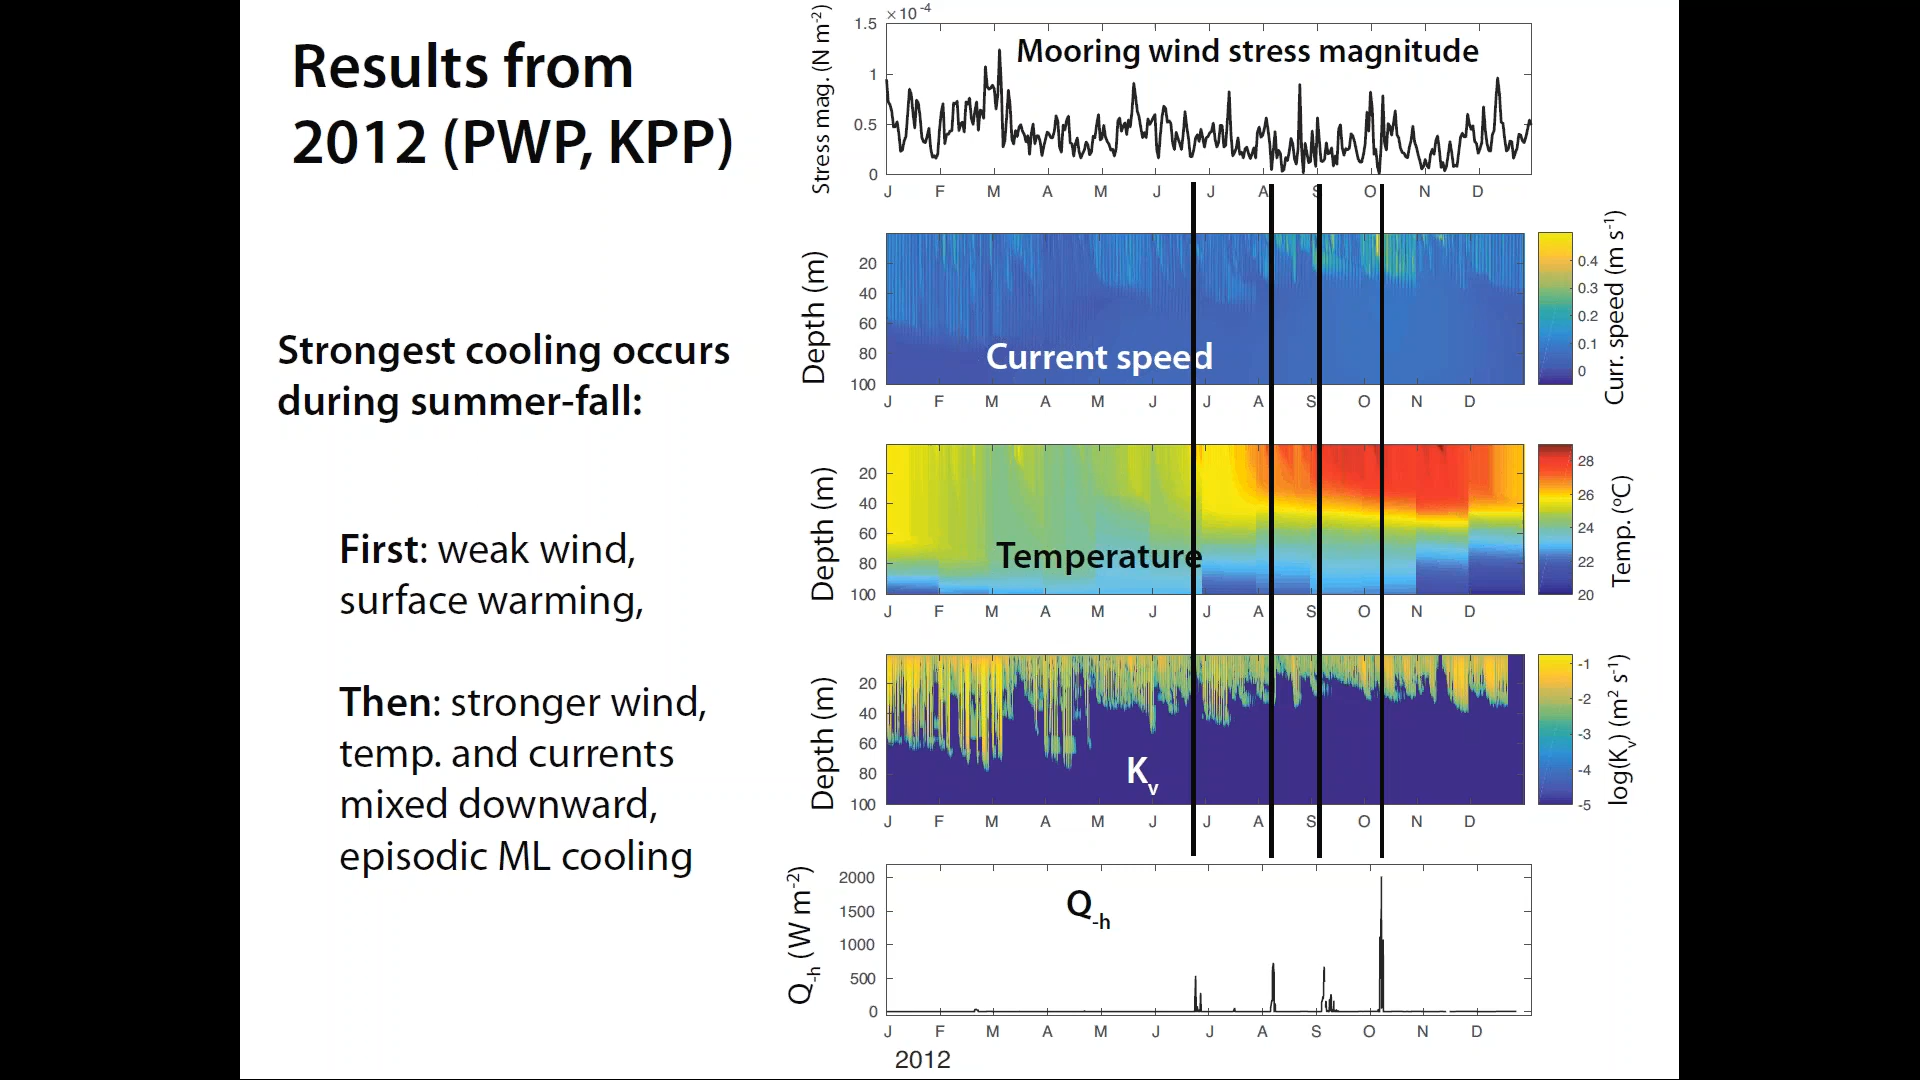 Results from
2012 (PWP, KPP)
Strongest cooling occurs
during summer-fall:
First: weak wind,
surface warming,
Then: stronger wind,
temp. and currents
mixed downward,
episodic ML cooling
×10-4
Mooring wind stress magnitude
Stress mag. (N m-2)
1.5
1
0.5
0
J F M A M J J A S O N D
Current speed
Depth (m)
20
40
60
80
100
J F M A M J J A S O N D
0.4
0.3
0.2
0.1
0
Curr. speed (m s-1)
Temperature
Depth (m)
20
40
60
80
100
J F M A M J J A S O N D
28
26
24
22
20
Temp. (oC)
Kv
Depth (m)
20
40
60
80
100
J F M A M J J A S O N D
-1
-2
-3
-4
-5
log(Kv) (m2 s-1)
Q-h
Q-h (W m-2)
2000
1500
1000
500
0
J F M A M J J A S O N D
2012